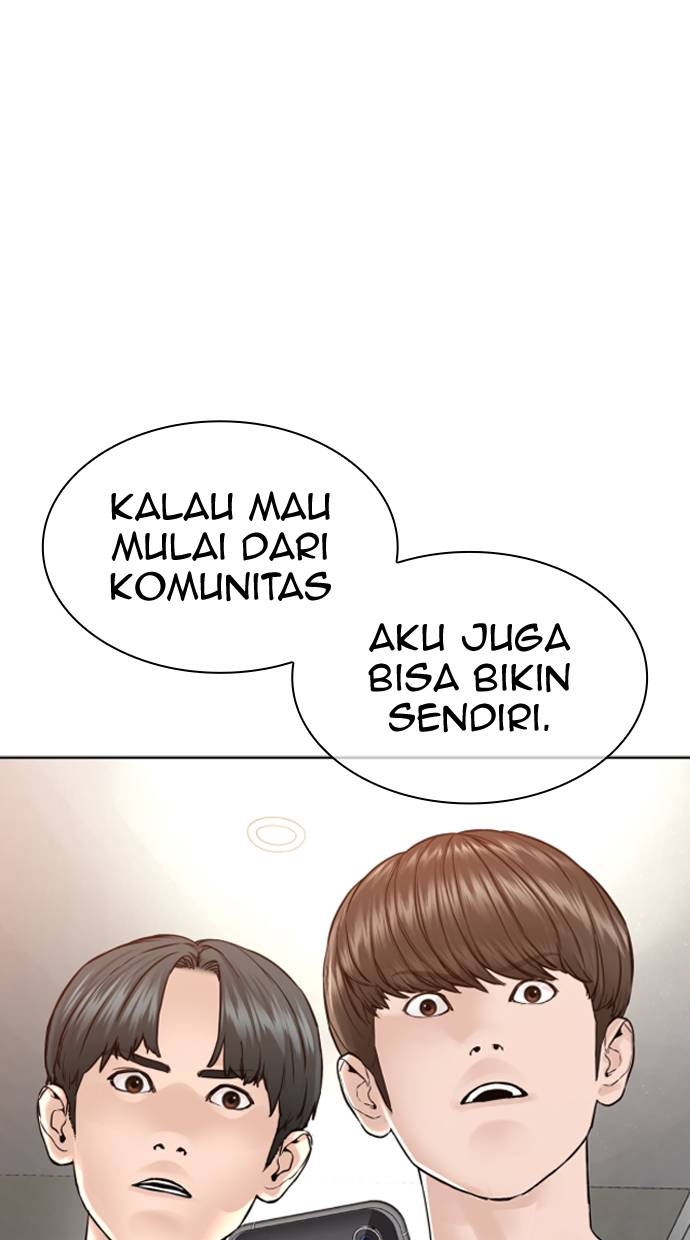 KALAU MAU
MULAI DARI
KOMUNITAS
AKU JUGA
BISA BIKIN
SENDIRI.